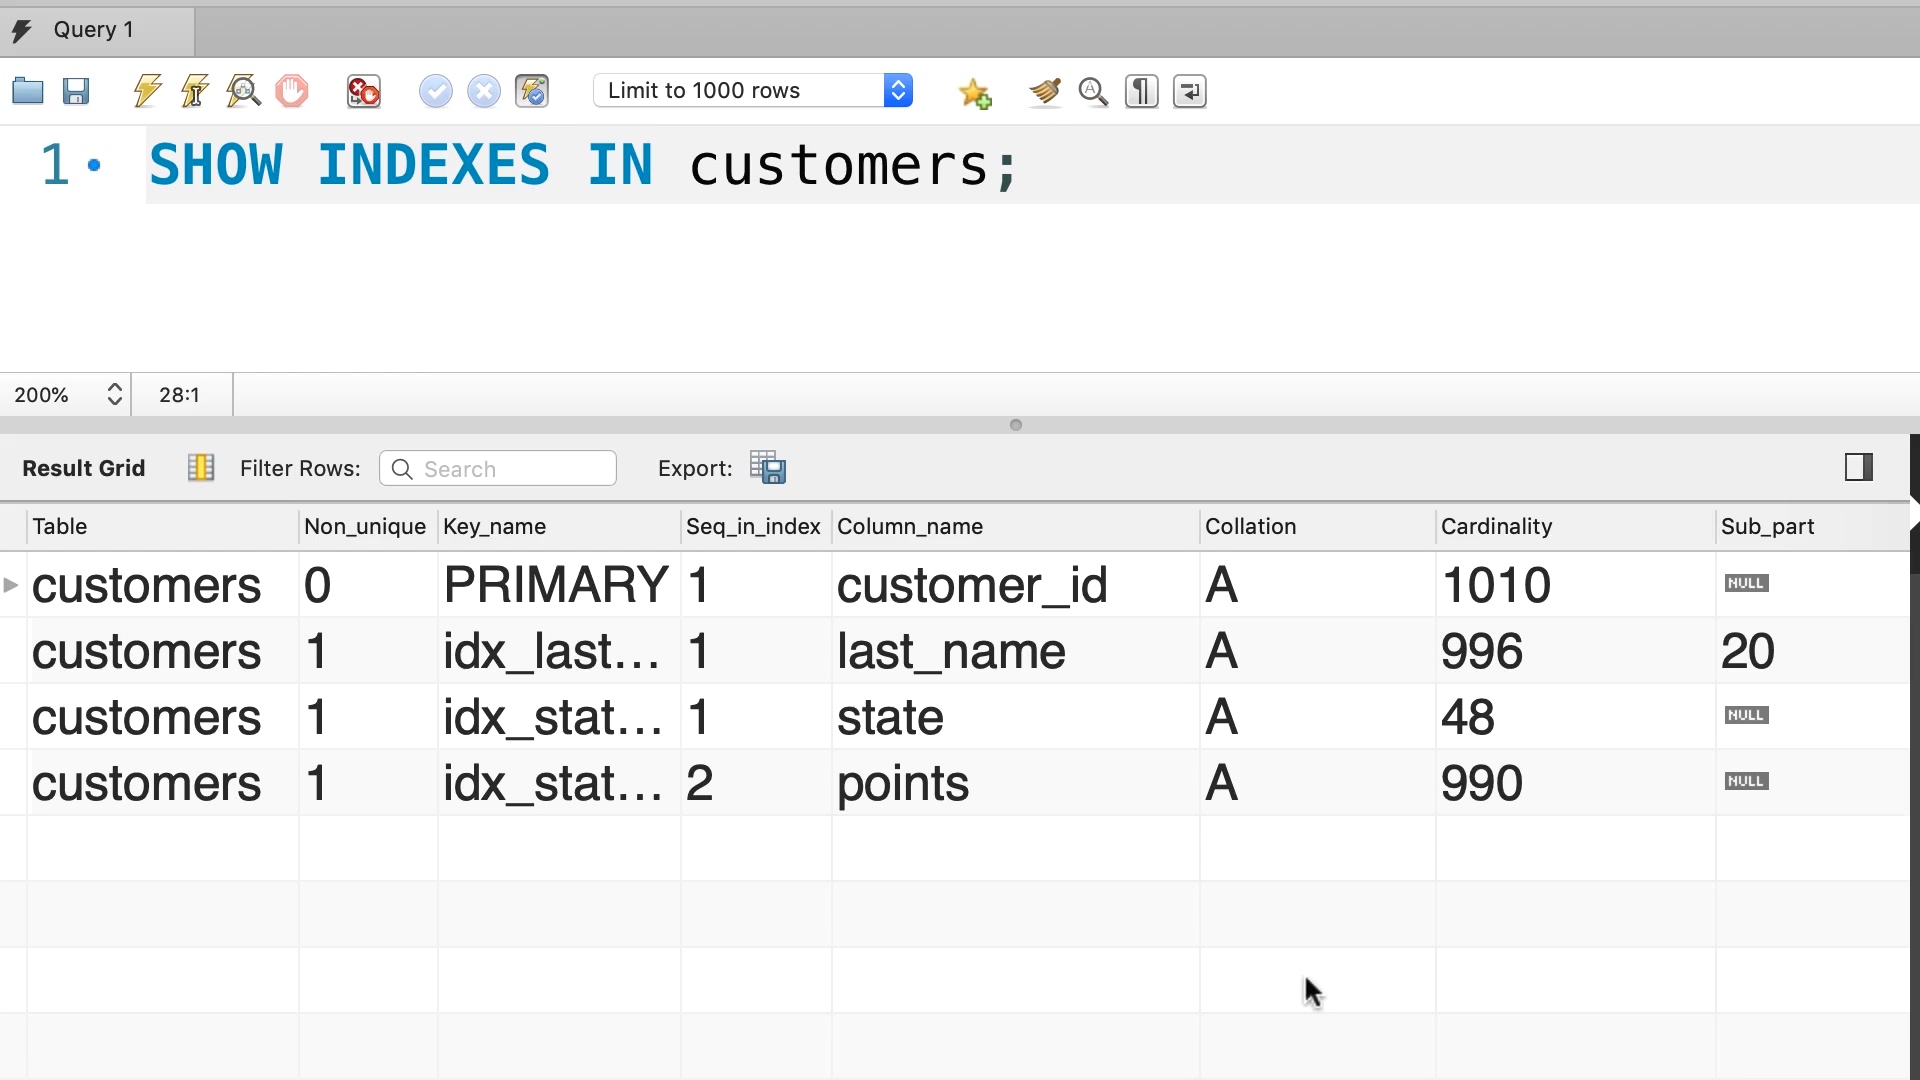 Query 1
Limit to 1000 rows
1 SHOW INDEXES IN customers;
200% 28:1
Result Grid Filter Rows: Search Export:
Table Non_unique Key_name Seq_in_index Column_name Collation Cardinality Sub_part
customers 0 PRIMARY 1 customer_id A 1010 NULL
customers 1 idx_last... 1 last_name A 996 20
customers 1 idx_stat... 1 state A 48 NULL
customers 1 idx_stat... 2 points A 990 NULL